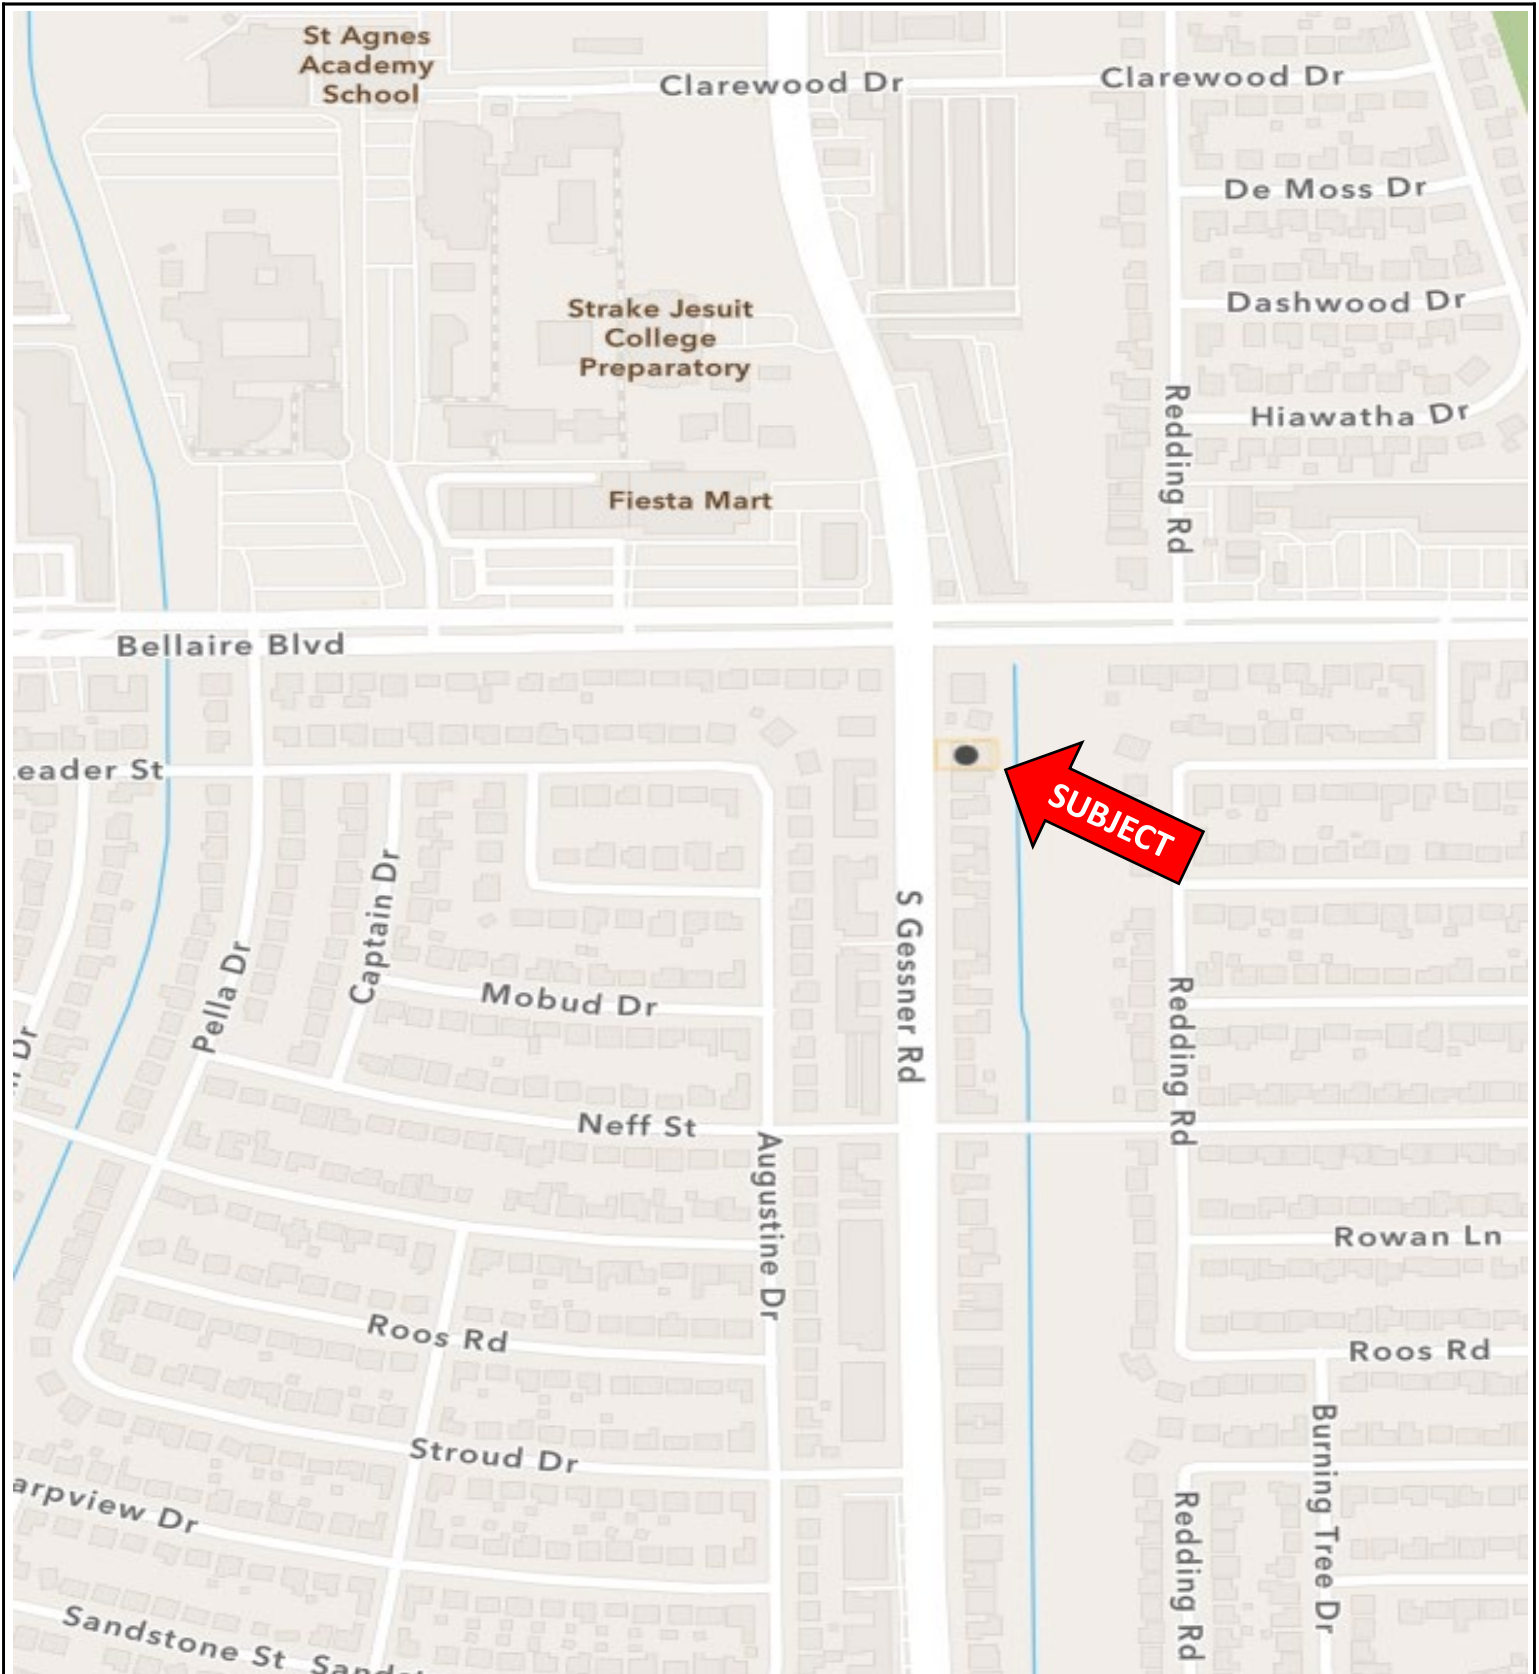 St Agnes
Academy
School
Clarewood Dr
Clarewood Dr
De Moss Dr
Dashwood Dr
Strake Jesuit
College
Preparatory
Hiawatha Dr
Redding Rd
Fiesta Mart
Bellaire Blvd
eader St
SUBJECT
Captain Dr
S Gessner Rd
Pella Dr
Mobud Dr
Redding Rd
Dr
Neff St
Augustine Dr
Rowan Ln
Roos Rd
Roos Rd
Burning Tree Dr
Stroud Dr
arpview Dr
Redding Rd
Sandstone St